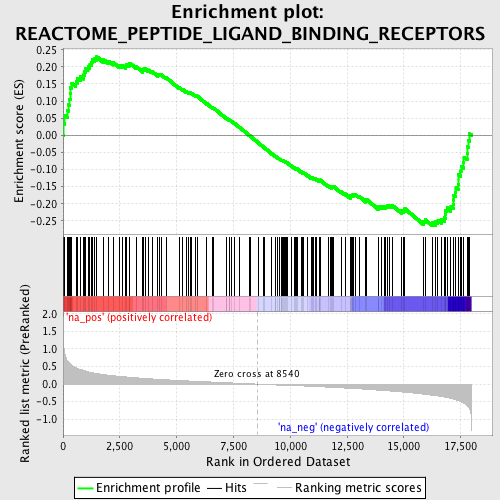 Enrichment plot:
REACTOME_PEPTIDE_LIGAND_BINDING_RECEPTORS
Enrichment score (ES)
0.25
0.20
0.15
0.10
0.05
0.00
-0.05
-0.10
-0.15
-0.20
-0.25
'na_pos' (positively correlated)
Ranked list metric (PreRanked)
2.0
1.5
1.0
0.5
0.0
-0.5
-1.0
Zero cross at 8540
'na_neg' (negatively correlated)
0
2,500
5,000
7,500
10,000
12,500
15,000
17,500
Rank in Ordered Dataset
Enrichment profile
Hits
Ranking metric scores